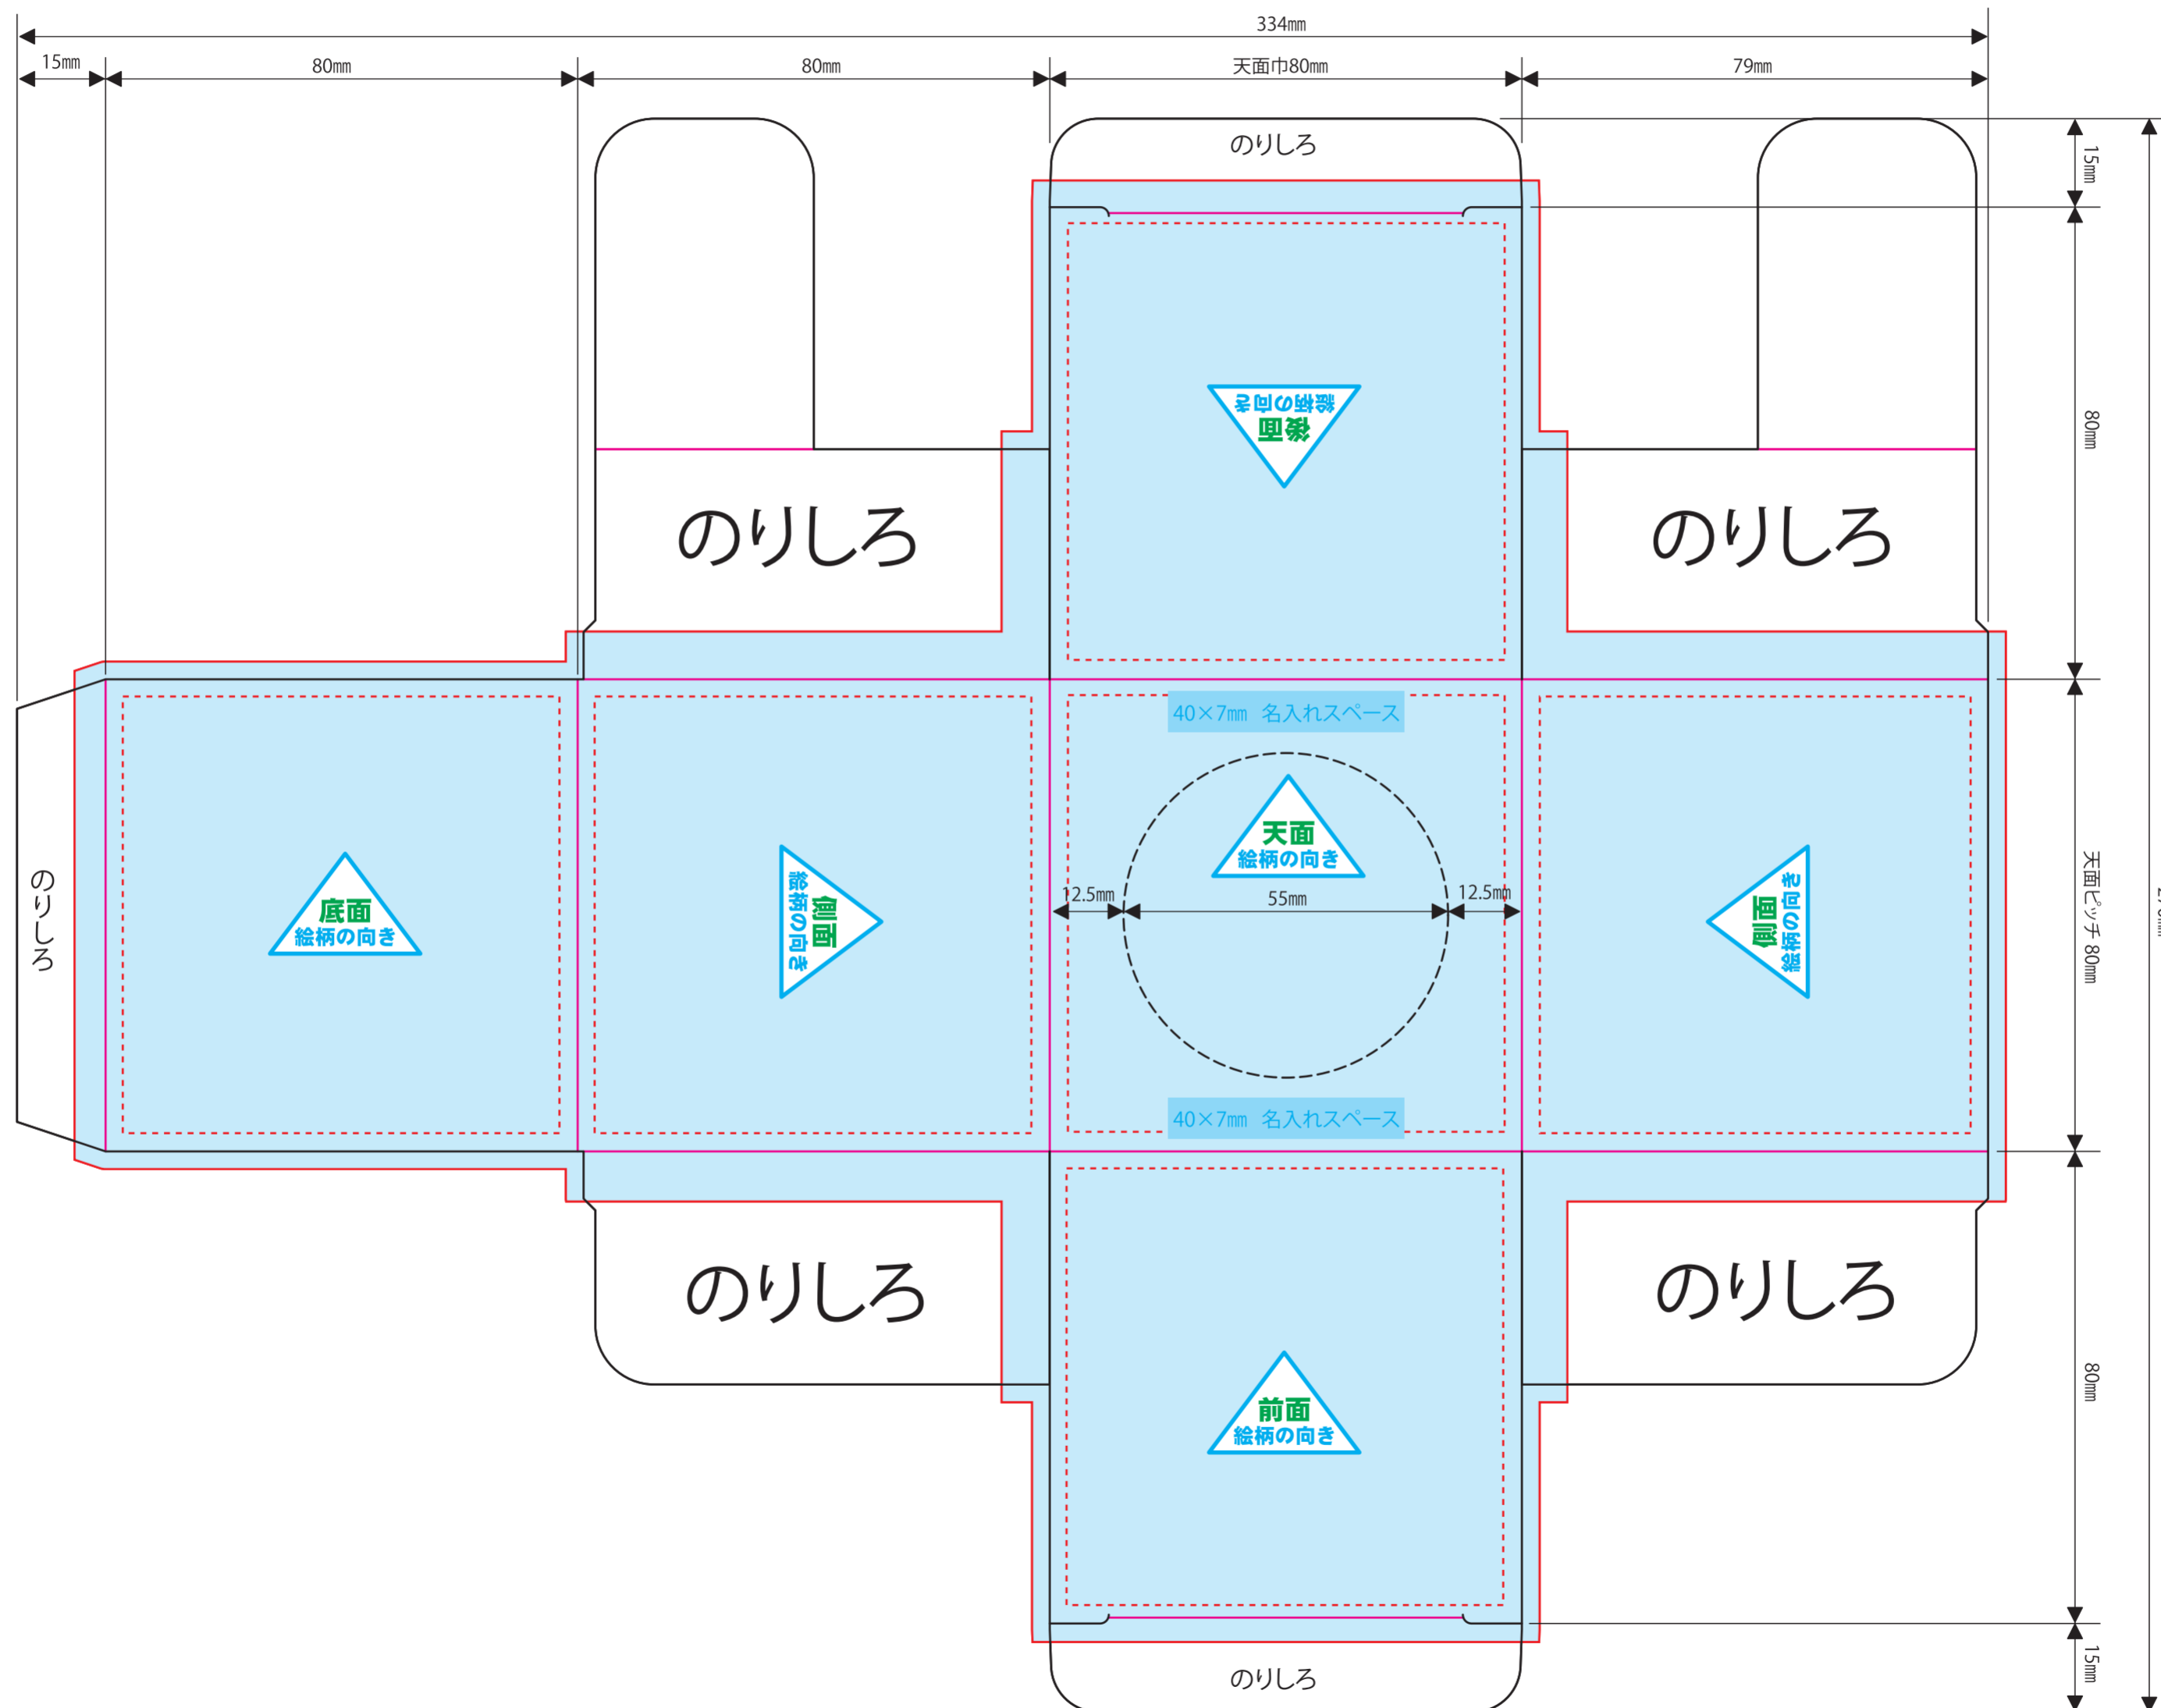 334mm
15mm
80mm
80mm
天面巾80mm
79mm
のりしろ
15mm
80mm
後面
絵柄の向き
のりしろ
のりしろ
40×7mm 名入れスペース
天面
絵柄の向き
12.5mm
55mm
12.5mm
のりしろ
底面
絵柄の向き
側面
絵柄の向き
側面
絵柄の向き
天面ピッチ 80mm
40×7mm 名入れスペース
のりしろ
のりしろ
前面
絵柄の向き
80mm
のりしろ
15mm